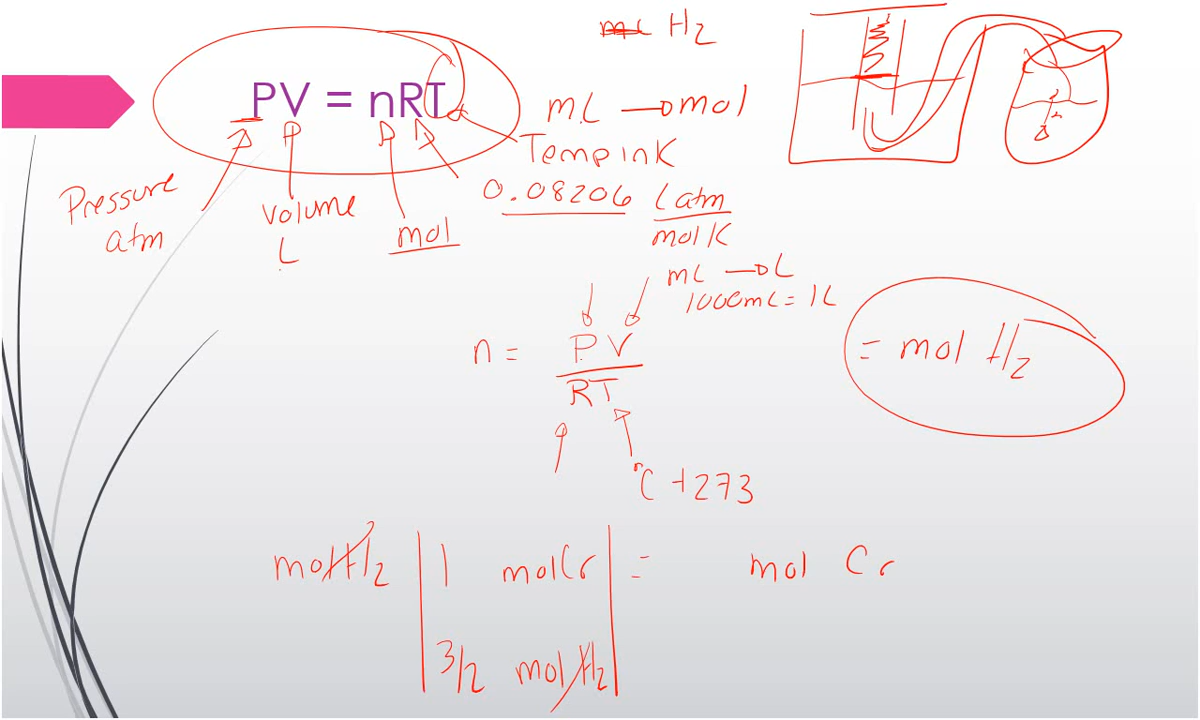 mL H2
PV = nRT
mL → mol
Temp in K
0.08206 L atm
mol K
Pressure
atm
volume
L
mol
mL → L
1000mL = 1L
n = PV
RT
= mol H2
°C +273
mol H2 | 1 mol Cr | = mol Cr
3/2 mol H2